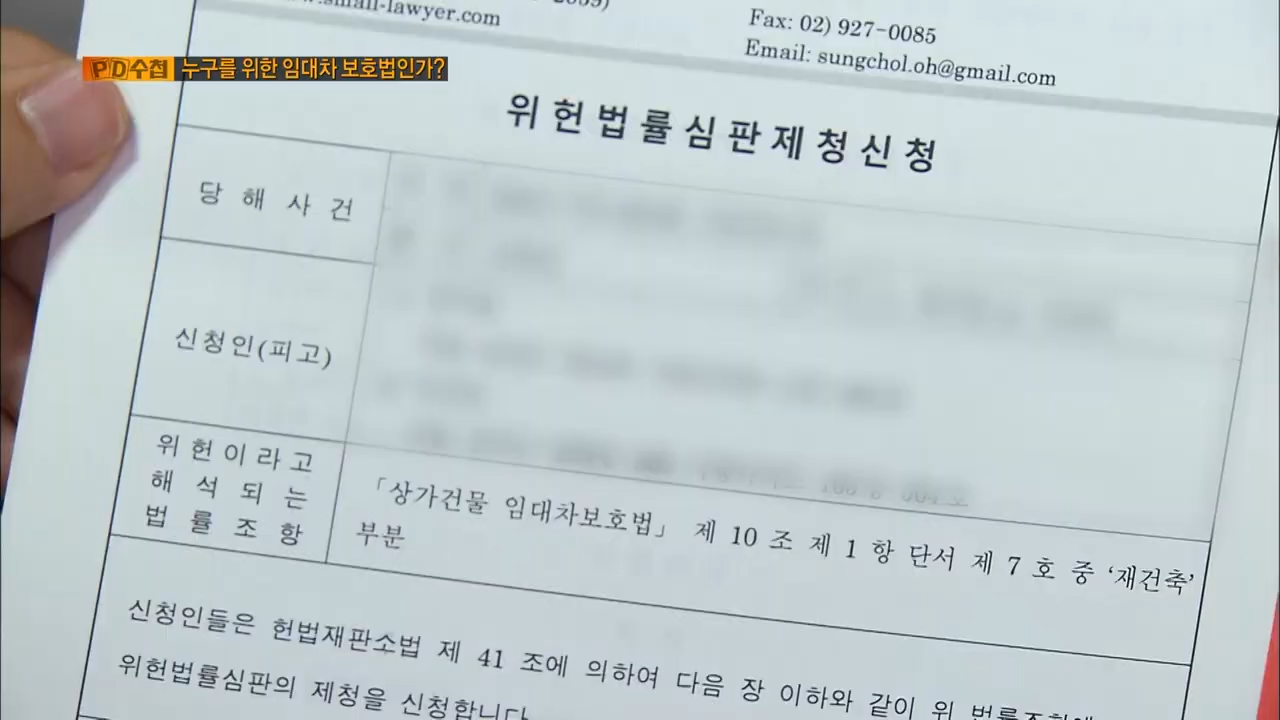 small-lawyer.com
Fax: 02) 927-0085
Email: sungchol.oh@gmail.com
PD수첩 누구를 위한 임대차 보호법인가?
위헌법률심판제청신청
당 해 사 건
신청인(피고)
위 헌 이 라 고
해 석 되 는
법 률 조 항
「상가건물 임대차보호법」 제 10 조 제 1 항 단서 제 7 호 중 ‘재건축’
부분
신청인들은 헌법재판소법 제 41 조에 의하여 다음 장 이하와 같이 위 법률조항에
위헌법률심판의 제청을 신청합니다